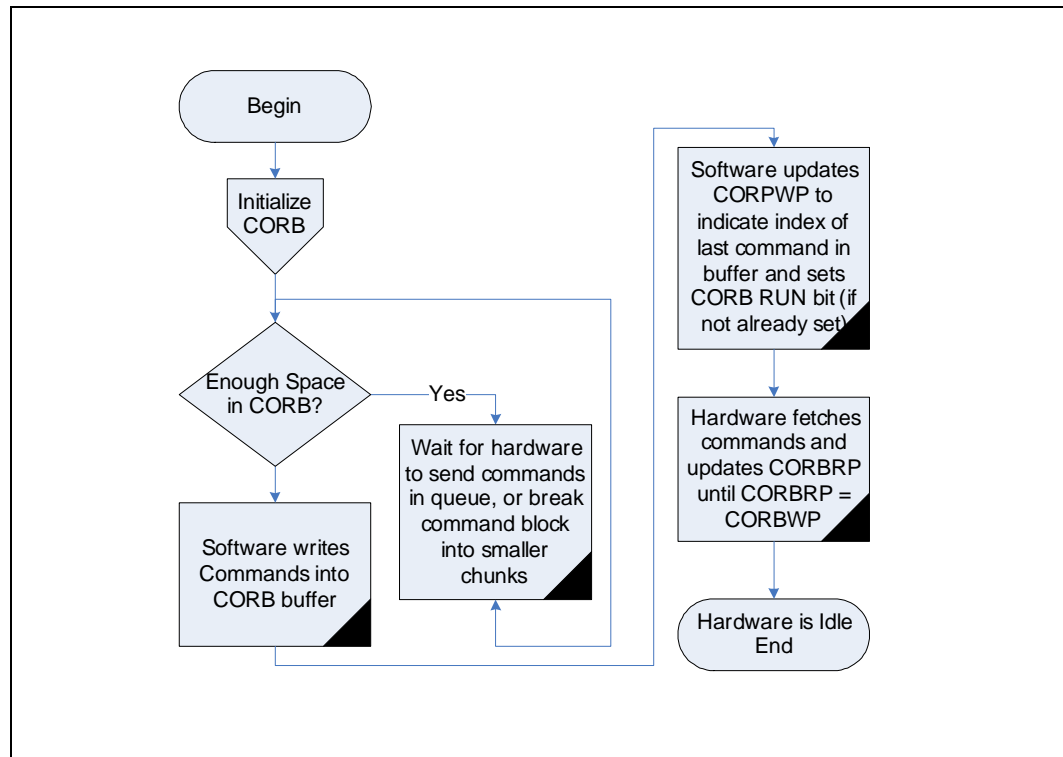 Begin
Initialize
CORB
Enough Space
in CORB?
Yes
Wait for hardware
to send commands
in queue, or break
command block
into smaller
chunks
Software writes
Commands into
CORB buffer
Software updates
CORPWP to
indicate index of
last command in
buffer and sets
CORB RUN bit (if
not already set)
Hardware fetches
commands and
updates CORBRP
until CORBRP =
CORBWP
Hardware is Idle
End